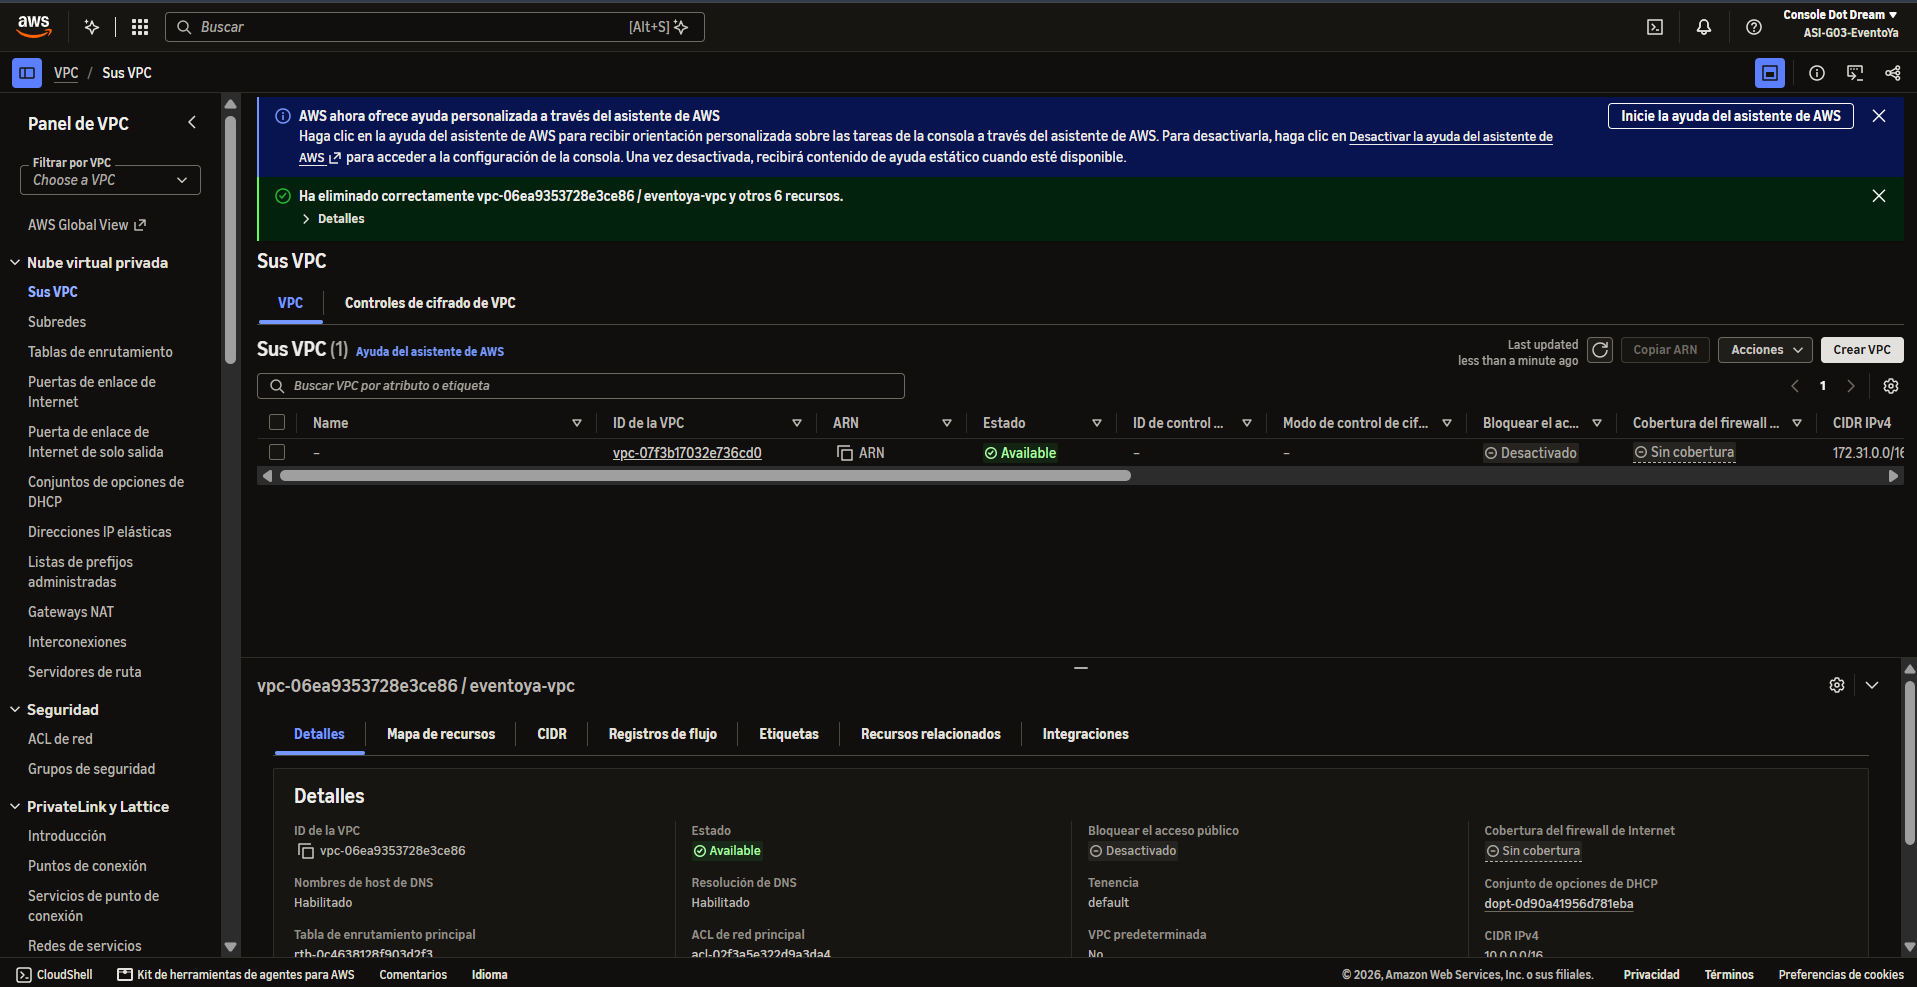 aws
Buscar
[Alt+S]
Console Dot Dream
ASI-G03-EventoYa
VPC / Sus VPC
Panel de VPC
Filtrar por VPC
Choose a VPC
AWS Global View
Nube virtual privada
Sus VPC
Subredes
Tablas de enrutamiento
Puertas de enlace de
Internet
Puerta de enlace de
Internet de solo salida
Conjuntos de opciones de
DHCP
Direcciones IP elásticas
Listas de prefijos
administradas
Gateways NAT
Interconexiones
Servidores de ruta
Seguridad
ACL de red
Grupos de seguridad
PrivateLink y Lattice
Introducción
Puntos de conexión
Servicios de punto de
conexión
Redes de servicios
AWS ahora ofrece ayuda personalizada a través del asistente de AWS
Haga clic en la ayuda del asistente de AWS para recibir orientación personalizada sobre las tareas de la consola a través del asistente de AWS. Para desactivarla, haga clic en Desactivar la ayuda del asistente de
AWS para acceder a la configuración de la consola. Una vez desactivada, recibirá contenido de ayuda estático cuando esté disponible.
Inicie la ayuda del asistente de AWS
Ha eliminado correctamente vpc-06ea9353728e3ce86 / eventoya-vpc y otros 6 recursos.
Detalles
Sus VPC
VPC
Controles de cifrado de VPC
Sus VPC (1) Ayuda del asistente de AWS
Last updated
less than a minute ago
Copiar ARN
Acciones
Crear VPC
Buscar VPC por atributo o etiqueta
1
Name
ID de la VPC
ARN
Estado
ID de control ...
Modo de control de cif...
Bloquear el ac...
Cobertura del firewall ...
CIDR IPv4
–
vpc-07f3b17032e736cd0
ARN
Available
–
–
Desactivado
Sin cobertura
172.31.0.0/16
vpc-06ea9353728e3ce86 / eventoya-vpc
Detalles
Mapa de recursos
CIDR
Registros de flujo
Etiquetas
Recursos relacionados
Integraciones
Detalles
ID de la VPC
vpc-06ea9353728e3ce86
Estado
Available
Bloquear el acceso público
Desactivado
Cobertura del firewall de Internet
Sin cobertura
Nombres de host de DNS
Habilitado
Resolución de DNS
Habilitado
Tenencia
default
Conjunto de opciones de DHCP
dopt-0d90a41956d781eba
Tabla de enrutamiento principal
rtb-0c4638128f903d2f3
ACL de red principal
acl-02f3a5e322d9a3da4
VPC predeterminada
No
CIDR IPv4
10.0.0.0/16
CloudShell
Kit de herramientas de agentes para AWS
Comentarios
Idioma
© 2026, Amazon Web Services, Inc. o sus filiales.
Privacidad
Términos
Preferencias de cookies